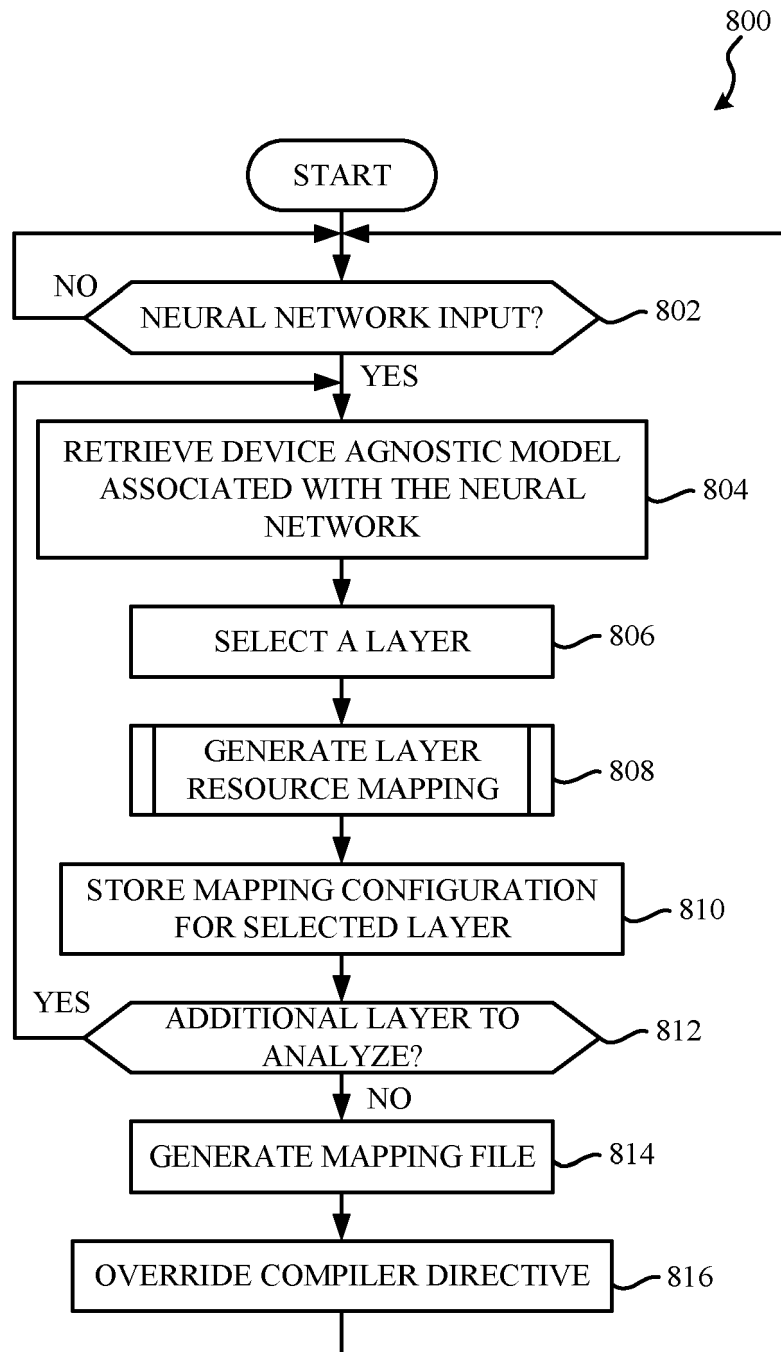 800
START
NO
NEURAL NETWORK INPUT?
802
YES
RETRIEVE DEVICE AGNOSTIC MODEL
ASSOCIATED WITH THE NEURAL
NETWORK
804
SELECT A LAYER
806
GENERATE LAYER
RESOURCE MAPPING
808
STORE MAPPING CONFIGURATION
FOR SELECTED LAYER
810
YES
ADDITIONAL LAYER TO
ANALYZE?
812
NO
GENERATE MAPPING FILE
814
OVERRIDE COMPILER DIRECTIVE
816